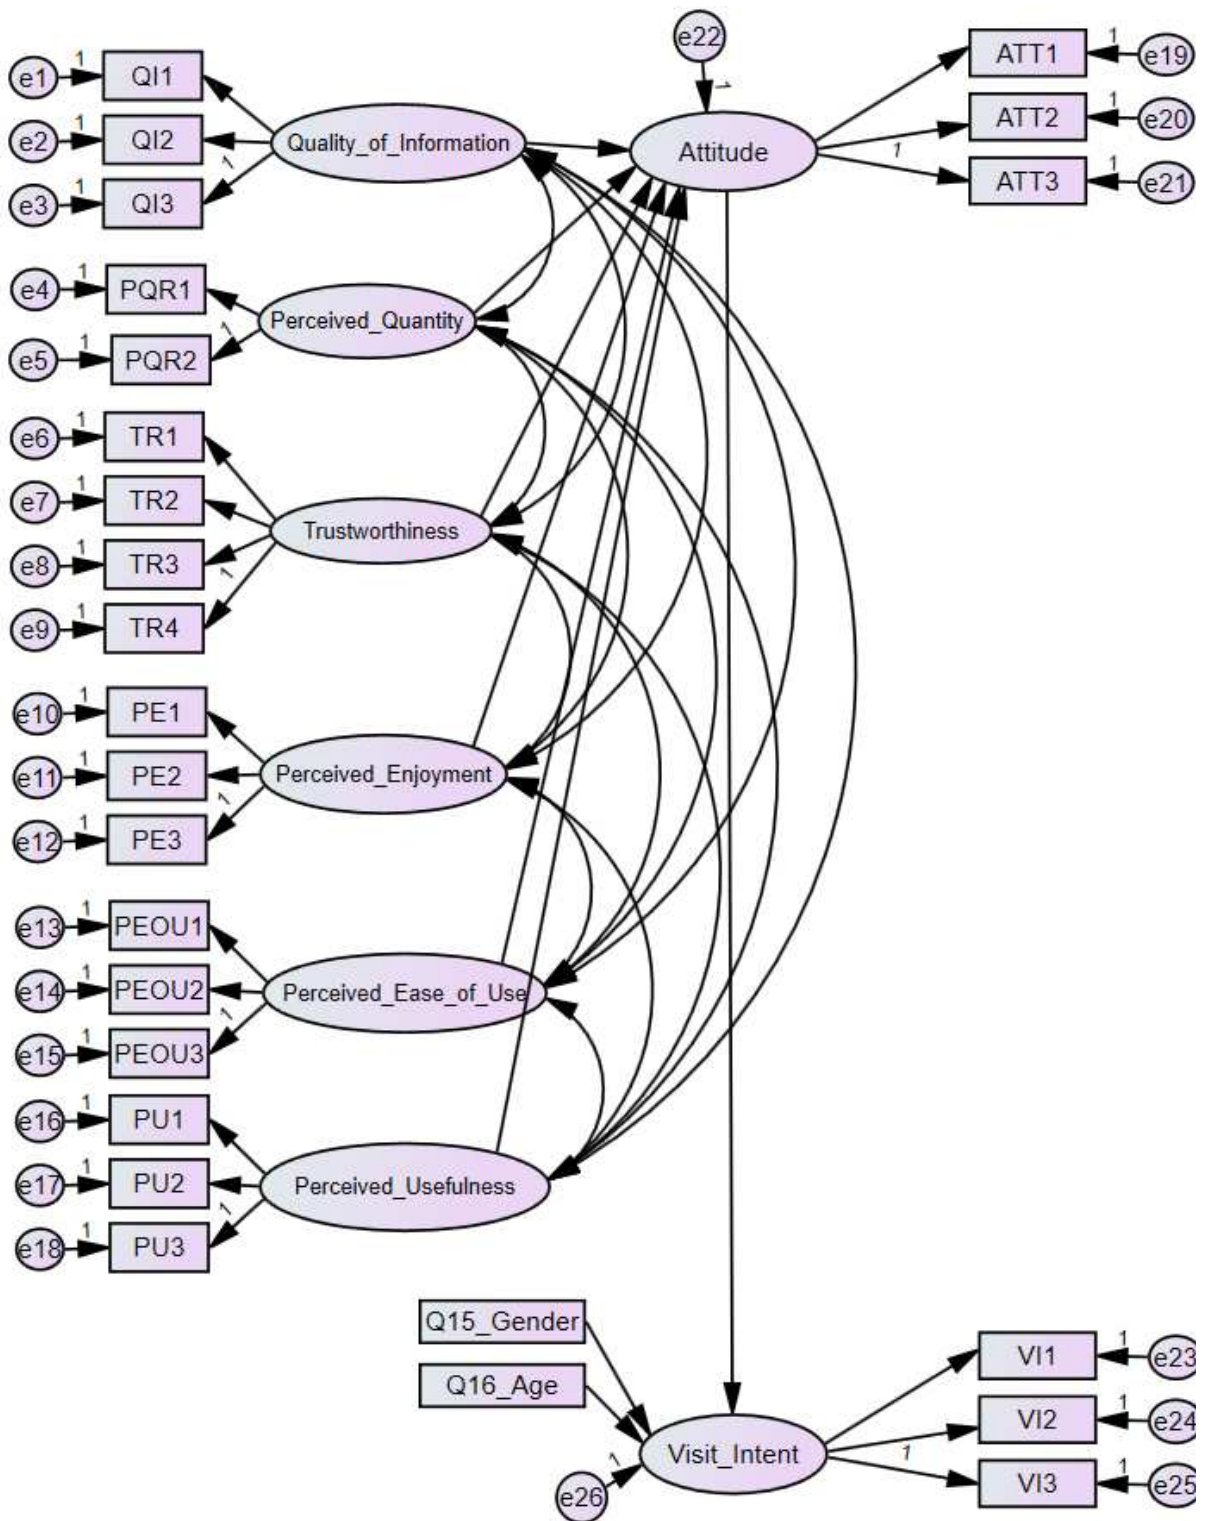 e22
e1 1 QI1
e2 1 QI2
e3 1 QI3
1
Quality_of_Information
1
Attitude
1
ATT1 1 e19
ATT2 1 e20
ATT3 1 e21
e4 1 PQR1
e5 1 PQR2
1
Perceived_Quantity
e6 1 TR1
e7 1 TR2
e8 1 TR3
e9 1 TR4
1
Trustworthiness
e10 1 PE1
e11 1 PE2
e12 1 PE3
1
Perceived_Enjoyment
e13 1 PEOU1
e14 1 PEOU2
e15 1 PEOU3
1
Perceived_Ease_of_Use
e16 1 PU1
e17 1 PU2
e18 1 PU3
1
Perceived_Usefulness
Q15_Gender
Q16_Age
e26 1
Visit_Intent
1
VI1 1 e23
VI2 1 e24
VI3 1 e25